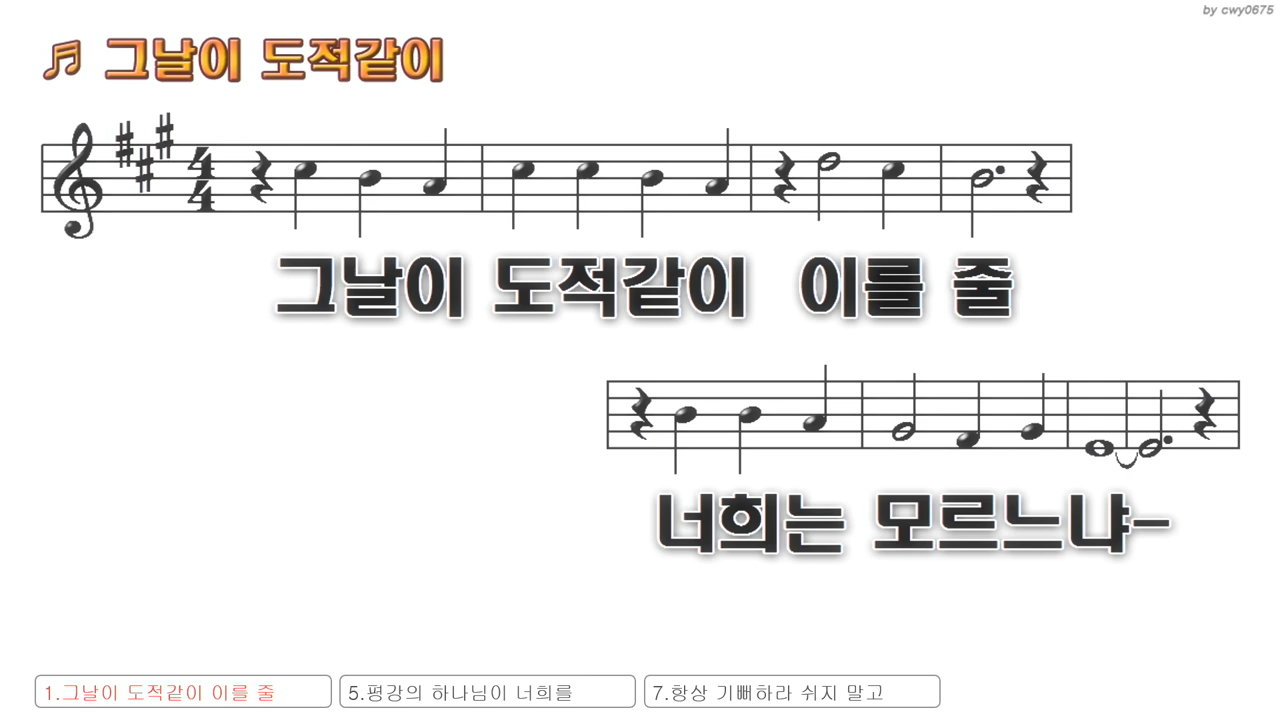 by cwy0675
그날이 도적같이
4
4
그날이 도적같이 이를 줄
너희는 모르느냐-
1.그날이 도적같이 이를 줄
5.평강의 하나님이 너희를
7.항상 기뻐하라 쉬지 말고